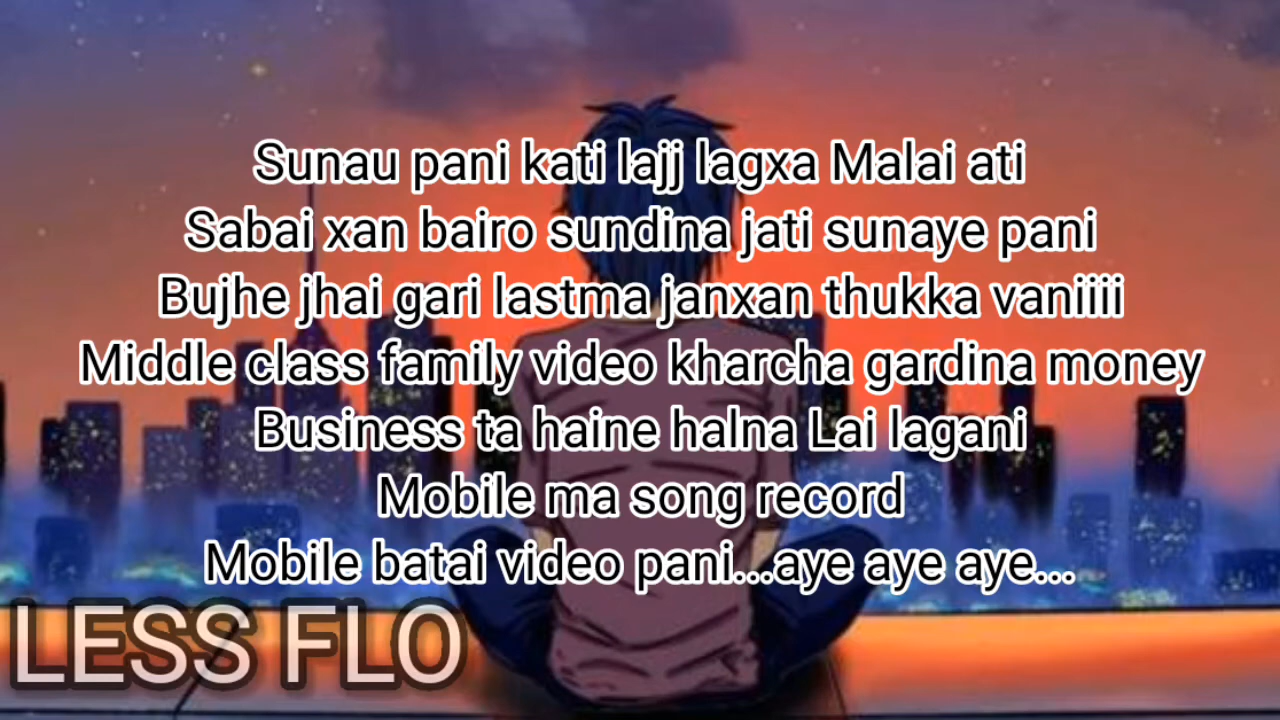 Sunau pani kati lajj lagxa Malai ati
Sabai xan bairo sundina jati sunaye pani
Bujhe jhai gari lastma janxan thukka vaniiii
Middle class family video kharcha gardina money
Business ta haine halna Lai lagani
Mobile ma song record
Mobile batai video pani...aye aye aye...
LESS FLO